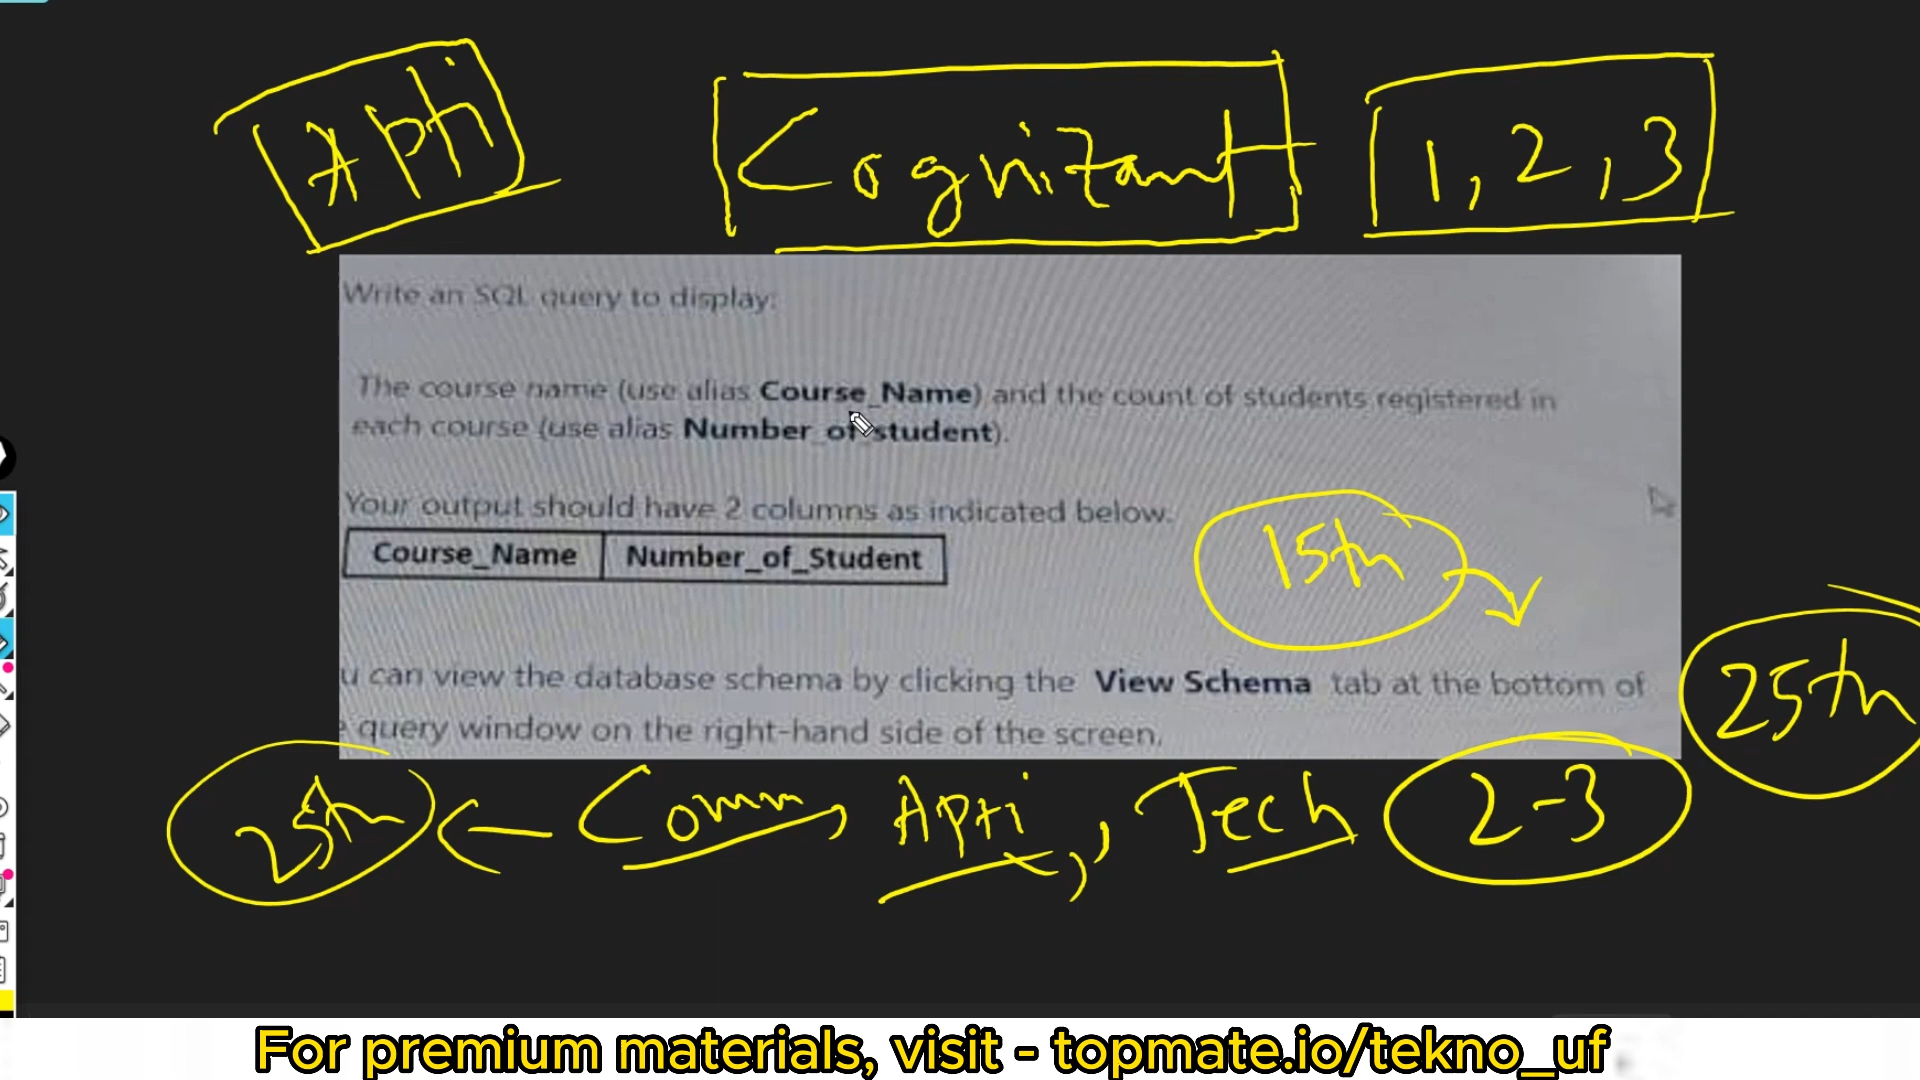 Apti
Cognizant
1, 2, 3
Write an SQL query to display:
The course name (use alias Course_Name) and the count of students registered in
each course (use alias Number_of_student).
Your output should have 2 columns as indicated below.
Course_Name Number_of_Student
15th
u can view the database schema by clicking the View Schema tab at the bottom of
query window on the right-hand side of the screen.
25th
25th ← Comm, Apti, Tech 2-3
For premium materials, visit - topmate.io/tekno_uf